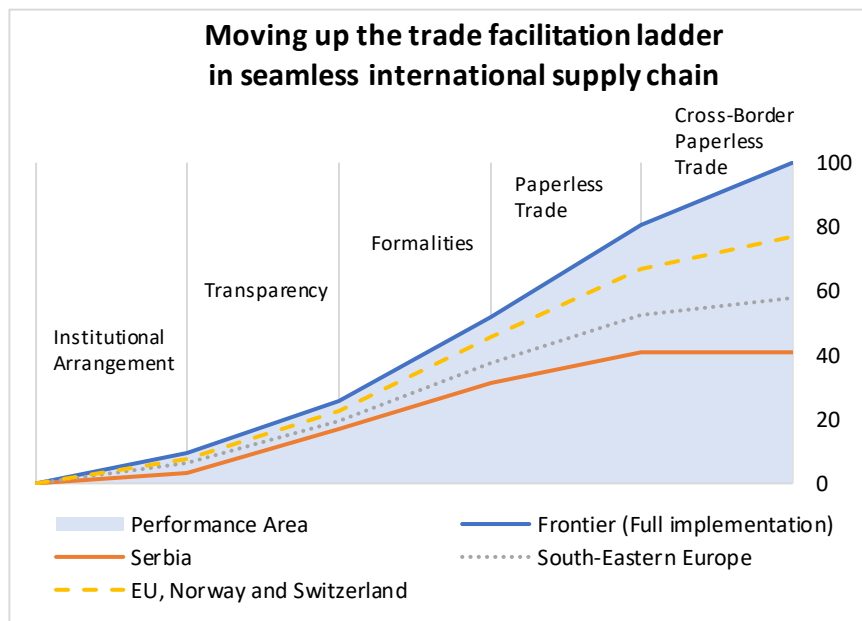 Moving up the trade facilitation ladder
in seamless international supply chain
Cross-Border
Paperless
Trade
Paperless
Trade
Formalities
Transparency
Institutional
Arrangement
100
80
60
40
20
0
Performance Area
Frontier (Full implementation)
Serbia
South-Eastern Europe
EU, Norway and Switzerland